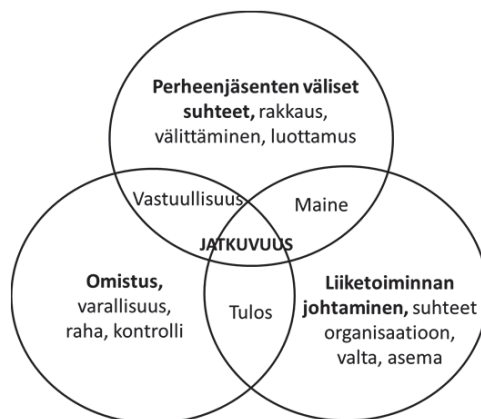 Perheenjäsenten väliset
suhteet, rakkaus,
välittäminen, luottamus
Vastuullisuus
Maine
JATKUVUUS
Omistus,
varallisuus,
raha, kontrolli
Tulos
Liiketoiminnan
johtaminen, suhteet
organisaatioon,
valta, asema